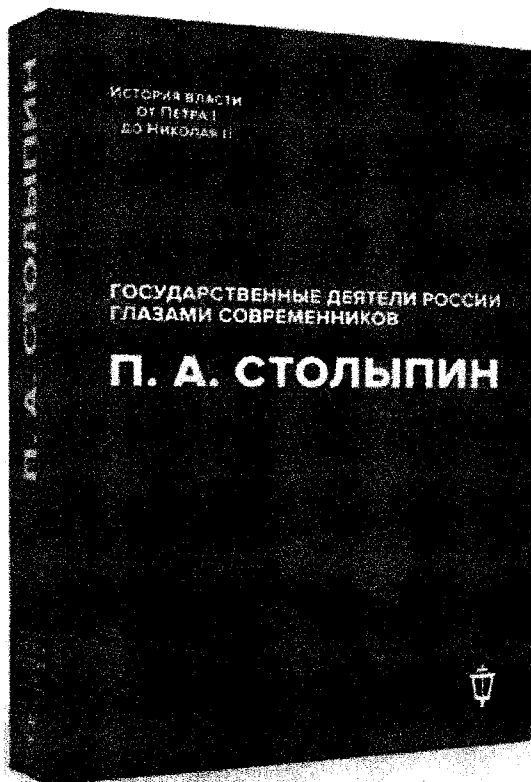 История власти
от Петра I
до Николая II
ГОСУДАРСТВЕННЫЕ ДЕЯТЕЛИ РОССИИ
ГЛАЗАМИ СОВРЕМЕННИКОВ
П. А. СТОЛЫПИН
П. А. СТОЛЫПИН